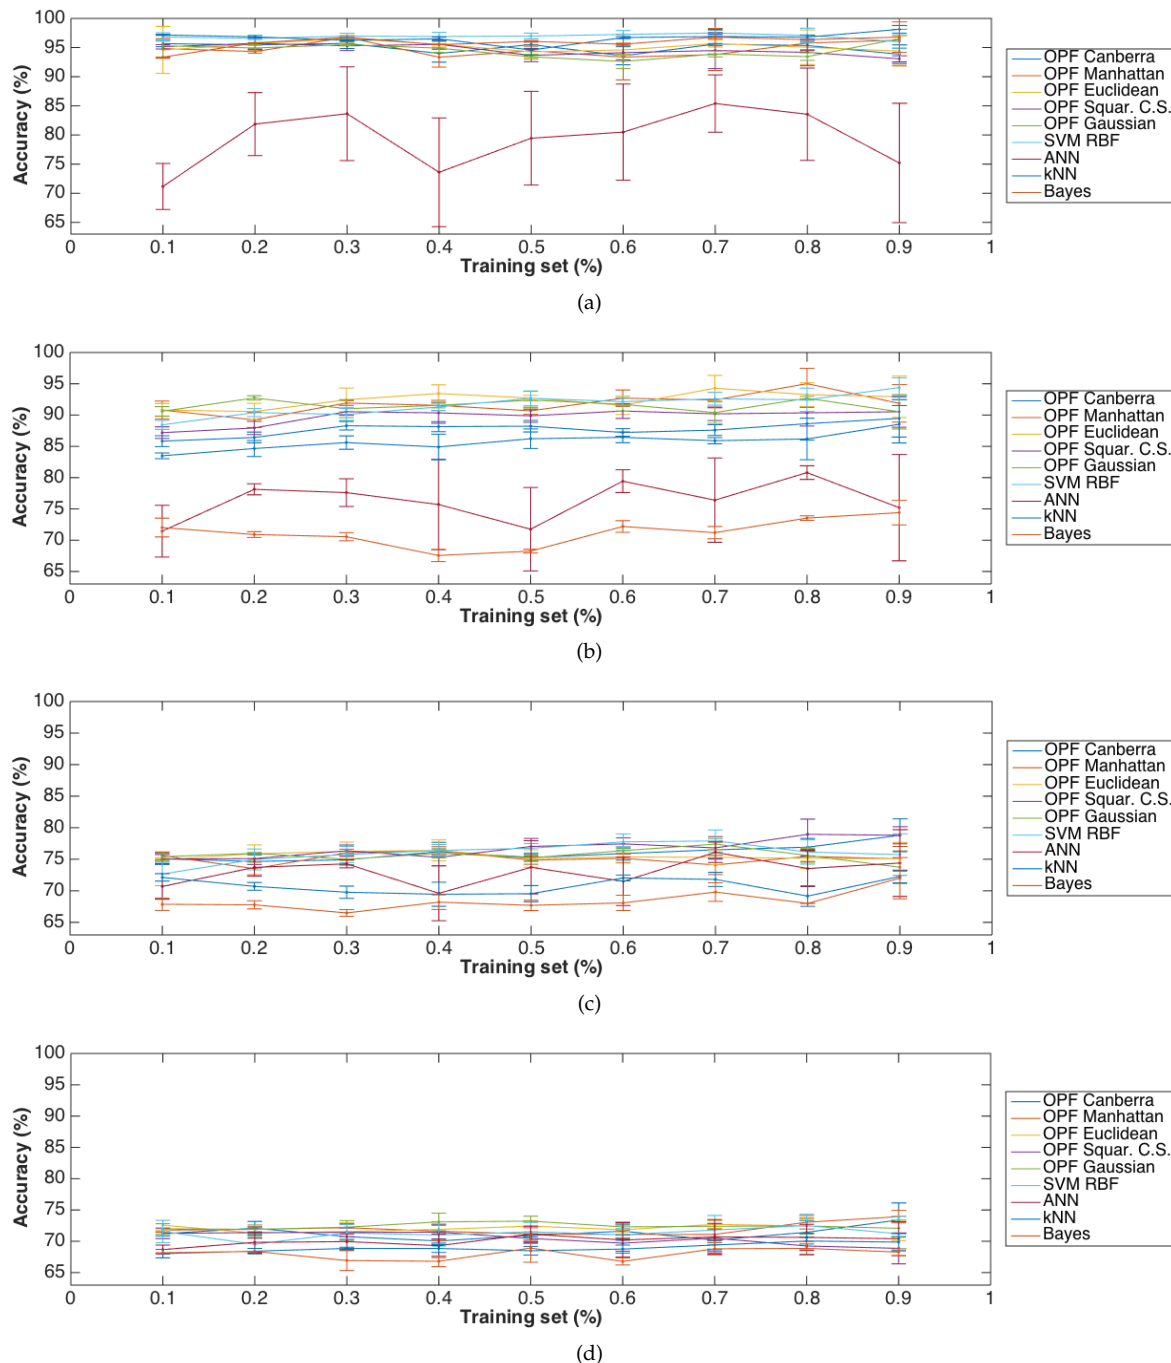 100
95
90
85
80
75
70
65
Accuracy (%)
0 0.1 0.2 0.3 0.4 0.5 0.6 0.7 0.8 0.9 1
Training set (%)
OPF Canberra
OPF Manhattan
OPF Euclidean
OPF Squar. C.S.
OPF Gaussian
SVM RBF
ANN
kNN
Bayes
(a)
100
95
90
85
80
75
70
65
Accuracy (%)
0 0.1 0.2 0.3 0.4 0.5 0.6 0.7 0.8 0.9 1
Training set (%)
OPF Canberra
OPF Manhattan
OPF Euclidean
OPF Squar. C.S.
OPF Gaussian
SVM RBF
ANN
kNN
Bayes
(b)
100
95
90
85
80
75
70
65
Accuracy (%)
0 0.1 0.2 0.3 0.4 0.5 0.6 0.7 0.8 0.9 1
Training set (%)
OPF Canberra
OPF Manhattan
OPF Euclidean
OPF Squar. C.S.
OPF Gaussian
SVM RBF
ANN
kNN
Bayes
(c)
100
95
90
85
80
75
70
65
Accuracy (%)
0 0.1 0.2 0.3 0.4 0.5 0.6 0.7 0.8 0.9 1
Training set (%)
OPF Canberra
OPF Manhattan
OPF Euclidean
OPF Squar. C.S.
OPF Gaussian
SVM RBF
ANN
kNN
Bayes
(d)